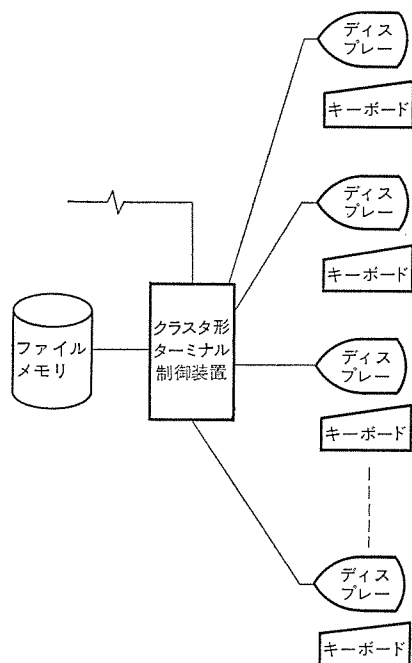 ディス
プレー
キーボード
ディス
プレー
キーボード
ファイル
メモリ
クラスタ形
ターミナル
制御装置
ディス
プレー
キーボード
ディス
プレー
キーボード